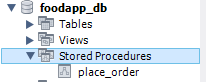 foodapp_db
Tables
Views
Stored Procedures
place_order